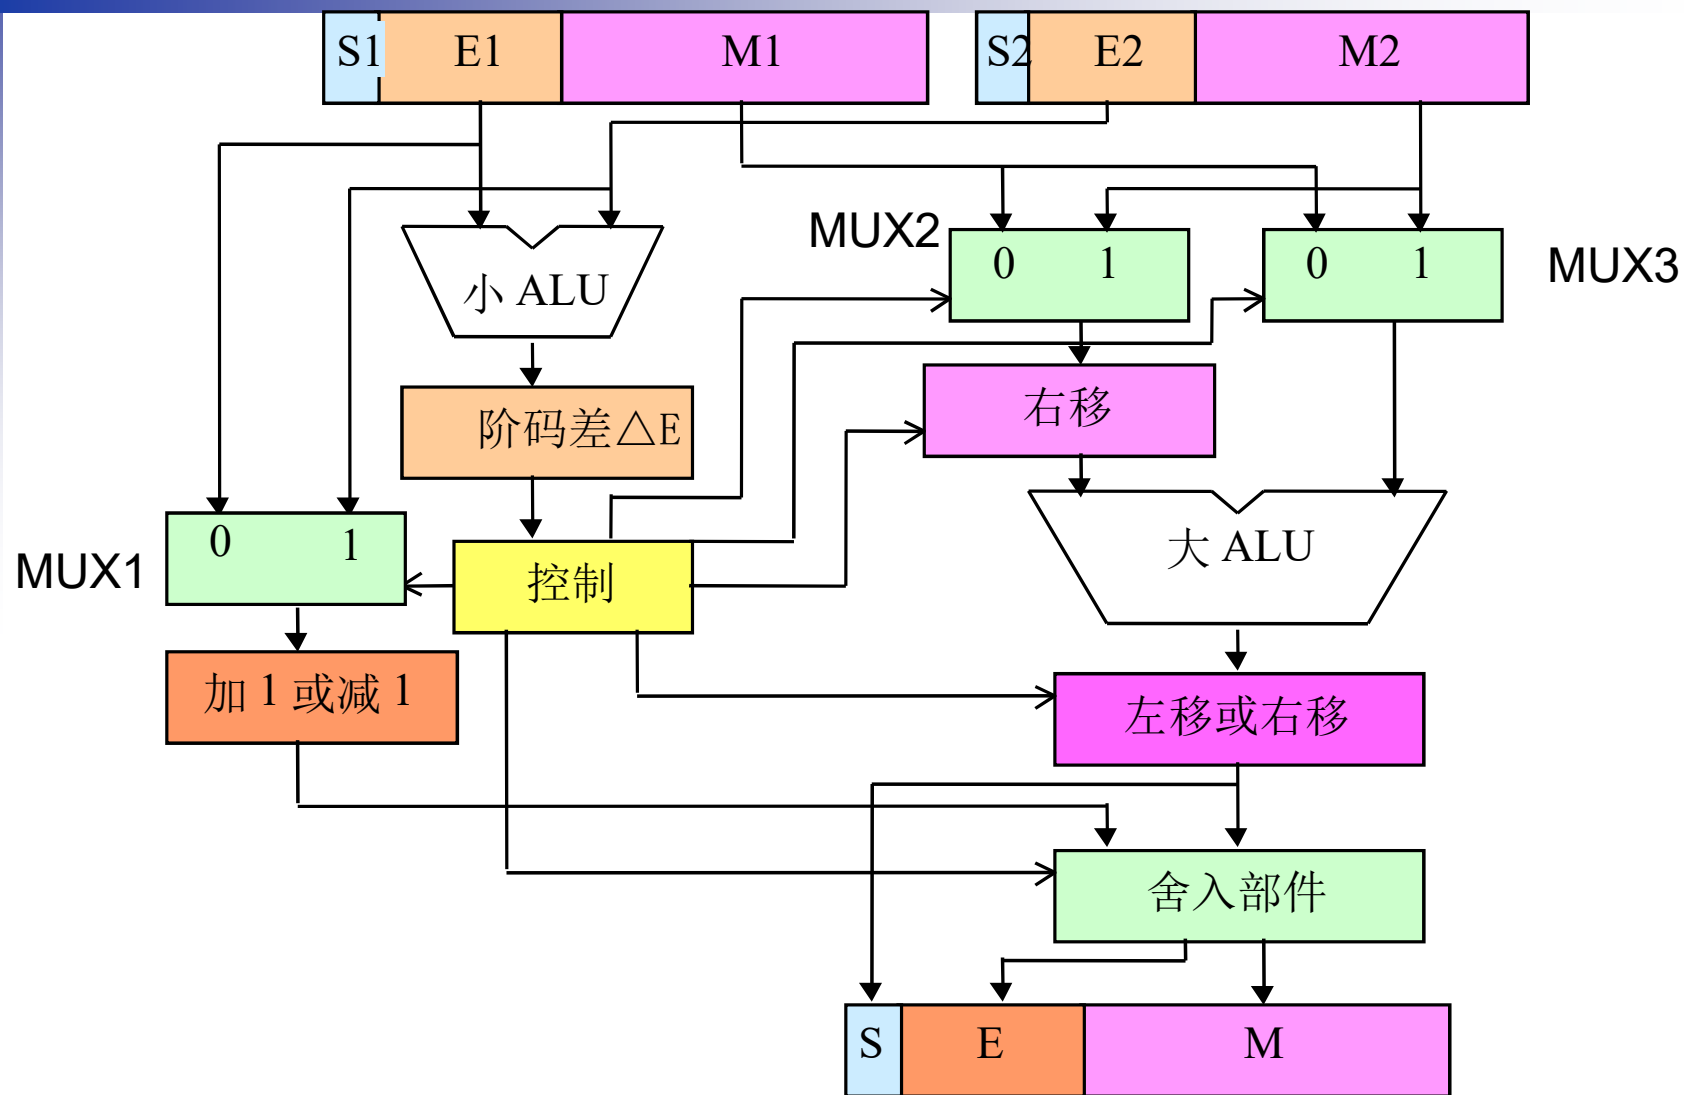 S1 E1 M1 S2 E2 M2
MUX2 0 1 0 1 MUX3
小 ALU
右移
阶码差△E
MUX1 0 1 控制 大 ALU
加 1 或减 1 左移或右移
舍入部件
S E M